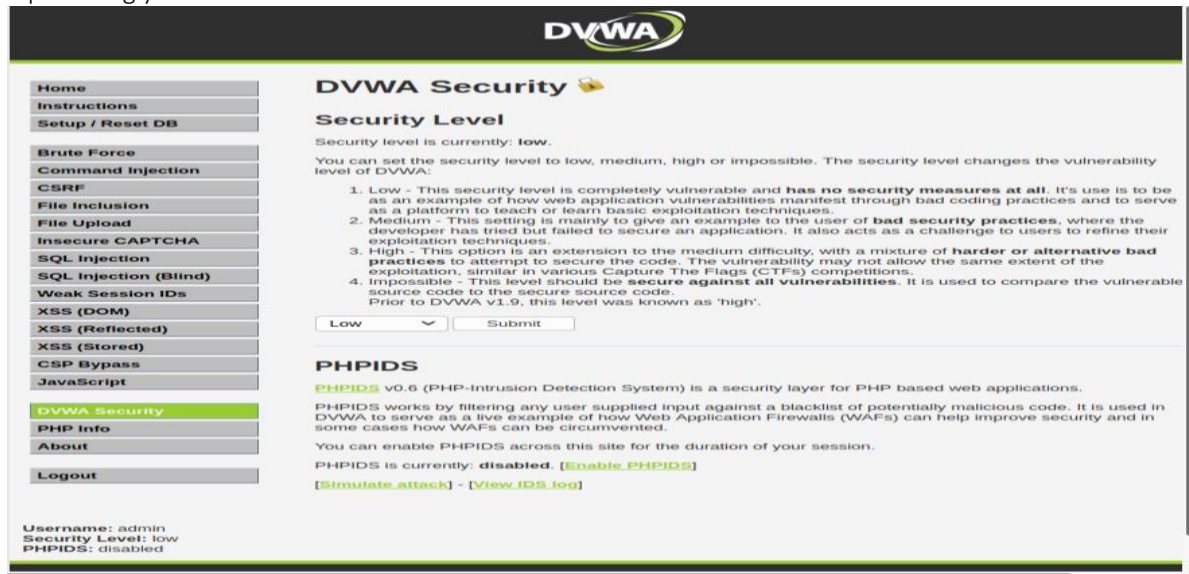 DVWA
Home
Instructions
Setup / Reset DB
Brute Force
Command Injection
CSRF
File Inclusion
File Upload
Insecure CAPTCHA
SQL Injection
SQL Injection (Blind)
Weak Session IDs
XSS (DOM)
XSS (Reflected)
XSS (Stored)
CSP Bypass
JavaScript
DVWA Security
PHP Info
About
Logout
DVWA Security
Security Level
Security level is currently: low.
You can set the security level to low, medium, high or impossible. The security level changes the vulnerability
level of DVWA:
1. Low - This security level is completely vulnerable and has no security measures at all. It's use is to be
as an example of how web application vulnerabilities manifest through bad coding practices and to serve
as a platform to teach or learn basic exploitation techniques.
2. Medium - This setting is mainly to give an example to the user of bad security practices, where the
developer has tried but failed to secure an application. It also acts as a challenge to users to refine their
exploitation techniques.
3. High - This option is an extension to the medium difficulty, with a mixture of harder or alternative bad
practices to attempt to secure the code. The vulnerability may not allow the same extent of the
exploitation, similar in various Capture The Flags (CTFs) competitions.
4. Impossible - This level should be secure against all vulnerabilities. It is used to compare the vulnerable
source code to the secure source code.
Prior to DVWA v1.9, this level was known as 'high'.
Low Submit
PHPIDS
PHPIDS v0.6 (PHP-Intrusion Detection System) is a security layer for PHP based web applications.
PHPIDS works by filtering any user supplied input against a blacklist of potentially malicious code. It is used in
DVWA to serve as a live example of how Web Application Firewalls (WAFs) can help improve security and in
some cases how WAFs can be circumvented.
You can enable PHPIDS across this site for the duration of your session.
PHPIDS is currently: disabled. [Enable PHPIDS]
[Simulate attack] - [View IDS log]
Username: admin
Security Level: low
PHPIDS: disabled